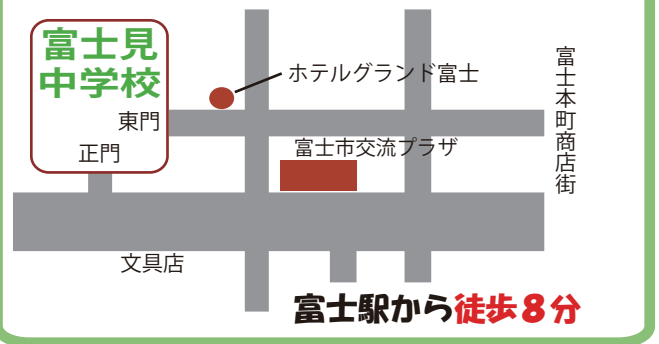 富士見
中学校
東門
正門
ホテルグランド富士
富士市交流プラザ
富士本町商店街
文具店
富士駅から徒歩8分